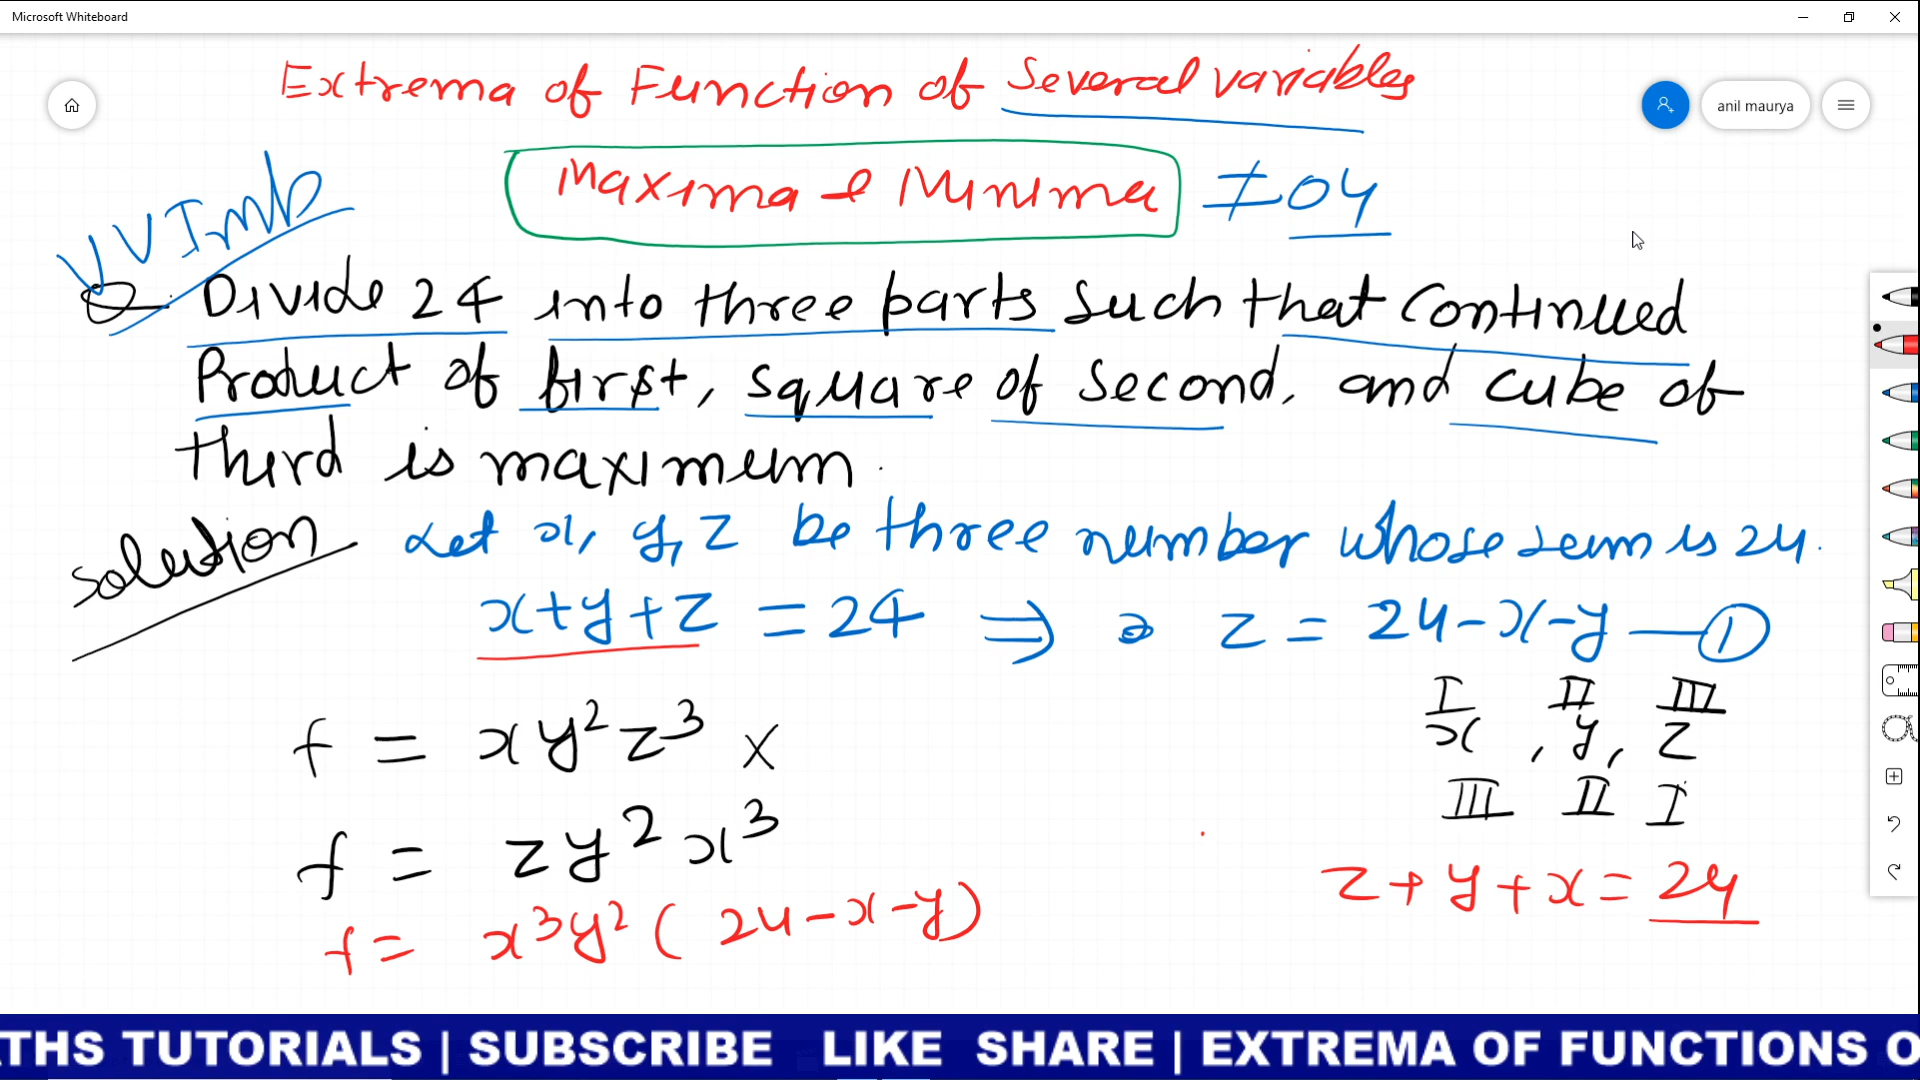 Microsoft Whiteboard
Extrema of Function of Several variables
anil maurya
Maxima & Minima ≠ 04
VVImp
Q. Divide 24 into three parts such that continued
Product of first, square of second, and cube of
third is maximum.
Solution Let x, y, z be three number whose sum is 24.
x+y+z = 24 ⇒ z = 24-x-y — ①
I II III
f = xy²z³ ×
x, y, z
III II I
f = zy²x³
z+y+x = 24
f = x³y² (24-x-y)
THS TUTORIALS | SUBSCRIBE LIKE SHARE | EXTREMA OF FUNCTIONS O